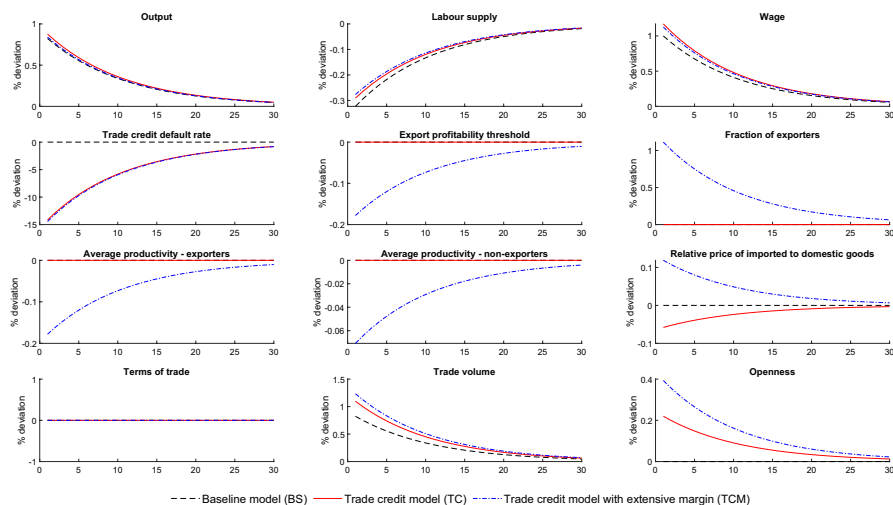 Output
Labour supply
Wage
% deviation
1
0.5
0
0 5 10 15 20 25 30
% deviation
0
-0.1
-0.2
-0.3
0 5 10 15 20 25 30
% deviation
1
0.5
0
0 5 10 15 20 25 30
Trade credit default rate
Export profitability threshold
Fraction of exporters
% deviation
0
-5
-10
-15
0 5 10 15 20 25 30
% deviation
0
-0.1
-0.2
0 5 10 15 20 25 30
% deviation
1
0.5
0
0 5 10 15 20 25 30
Average productivity - exporters
Average productivity - non-exporters
Relative price of imported to domestic goods
% deviation
0
-0.1
-0.2
0 5 10 15 20 25 30
% deviation
0
-0.02
-0.04
-0.06
0 5 10 15 20 25 30
% deviation
0.1
0
-0.1
0 5 10 15 20 25 30
Terms of trade
Trade volume
Openness
% deviation
1
0
-1
0 5 10 15 20 25 30
% deviation
1.5
1
0.5
0
0 5 10 15 20 25 30
% deviation
0.4
0.2
0
0 5 10 15 20 25 30
Baseline model (BS) Trade credit model (TC) Trade credit model with extensive margin (TCM)